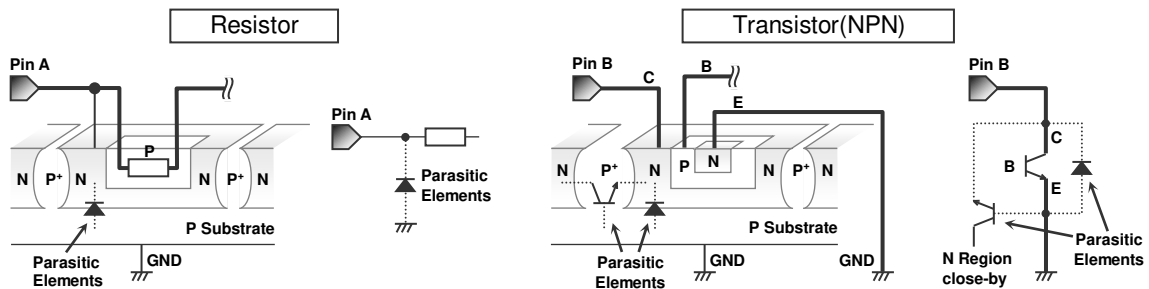 Resistor
Transistor(NPN)
Pin A
Pin A
P
N P+ N N P+ N
Parasitic
Elements
P Substrate
GND
Parasitic
Elements
Pin B
C
B
E
N P+ N P N N P+ N
P Substrate
Parasitic
Elements
GND
GND
Pin B
C
B
E
Parasitic
Elements
N Region
close-by